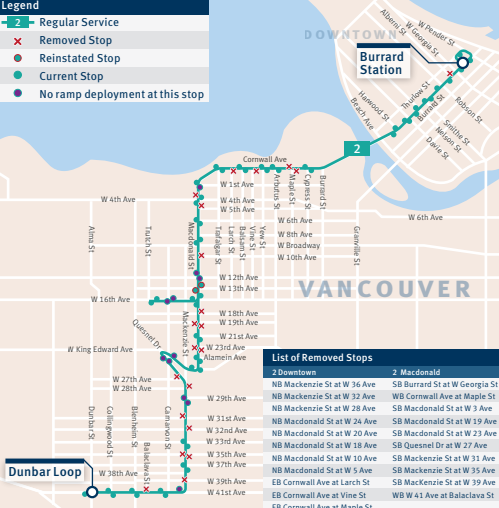 Legend
2 Regular Service
Removed Stop
Reinstated Stop
Current Stop
No ramp deployment at this stop
DOWNTOWN
Burrard
Station
Alberni St
W Georgia St
W Pender St
Harwood St
Beach Ave
Thurlow St
Burrard St
Robson St
Smithe St
Nelson St
Davie St
2
Cornwall Ave
W 1st Ave
W 4th Ave
W 4th Ave
W 5th Ave
Arbutus St
Maple St
Cypress St
Burrard St
W 6th Ave
W 6th Ave
W 8th Ave
W Broadway
W 10th Ave
Alma St
Trutch St
Macdonald St
Trafalgar St
Larch St
Balsam St
Vine St
Yew St
Granville St
W 12th Ave
W 13th Ave
W 16th Ave
VANCOUVER
W 18th Ave
W 19th Ave
Mackenzie St
Quesnel Dr
W 21st Ave
W 23rd Ave
W King Edward Ave
Alamein Ave
W 27th Ave
W 28th Ave
W 29th Ave
Dunbar St
Collingwood St
Blenheim St
Balaclava St
Carnarvon St
W 31st Ave
W 32nd Ave
W 33rd Ave
W 35th Ave
W 37th Ave
W 38th Ave
W 39th Ave
W 41st Ave
Dunbar Loop
List of Removed Stops
2 Downtown 2 Macdonald
NB Mackenzie St at W 36 Ave SB Burrard St at W Georgia St
NB Mackenzie St at W 32 Ave WB Cornwall Ave at Maple St
NB Mackenzie St at W 28 Ave SB Macdonald St at W 3 Ave
NB Macdonald St at W 24 Ave SB Macdonald St at W 19 Ave
NB Macdonald St at W 20 Ave SB Macdonald St at W 23 Ave
NB Macdonald St at W 18 Ave SB Quesnel Dr at W 27 Ave
NB Macdonald St at W 10 Ave SB Mackenzie St at W 31 Ave
NB Macdonald St at W 5 Ave SB Mackenzie St at W 35 Ave
EB Cornwall Ave at Larch St SB MacKenzie St at W 39 Ave
EB Cornwall Ave at Vine St WB W 41 Ave at Balaclava St
EB Cornwall Ave at Maple St